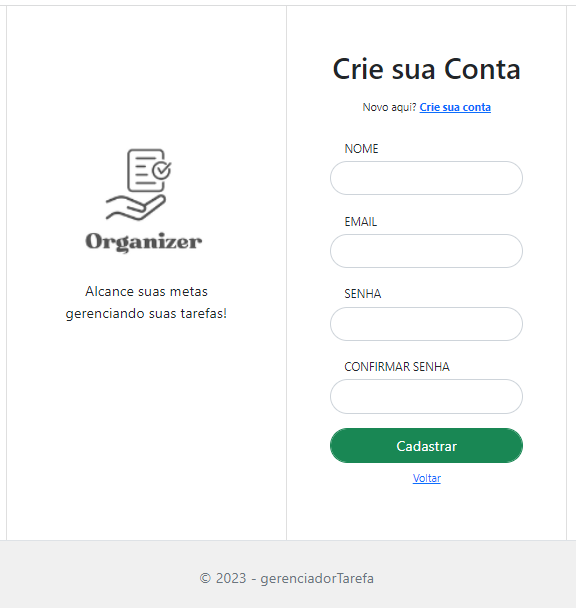 Organizer
Alcance suas metas
gerenciando suas tarefas!
Crie sua Conta
Novo aqui? Crie sua conta
NOME
EMAIL
SENHA
CONFIRMAR SENHA
Cadastrar
Voltar
© 2023 - gerenciadorTarefa